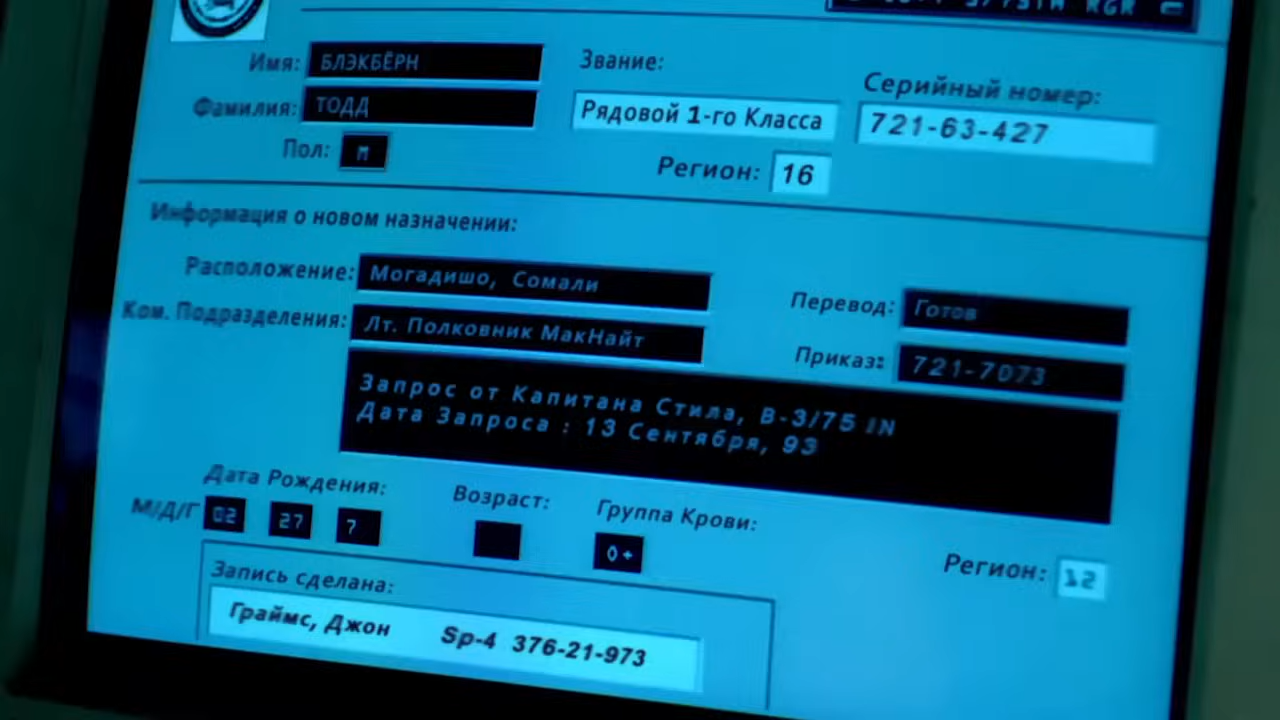 Имя: БЛЭКБЁРН
Звание:
Фамилия: ТОДД
Рядовой 1-го Класса
Серийный номер:
721-63-427
Пол: М
Регион: 16
Информация о новом назначении:
Расположение: Могадишо, Сомали
Перевод: Готов
Ком. Подразделения: Лт. Полковник МакНайт
Приказ: 721-7073
Запрос от Капитана Стила, B-3/75 IN
Дата Запроса : 13 Сентября, 93
Дата Рождения:
Возраст:
Группа Крови:
М/Д/Г 02 27 7
0+
Регион: 12
Запись сделана:
Граймс, Джон Sp-4 376-21-973